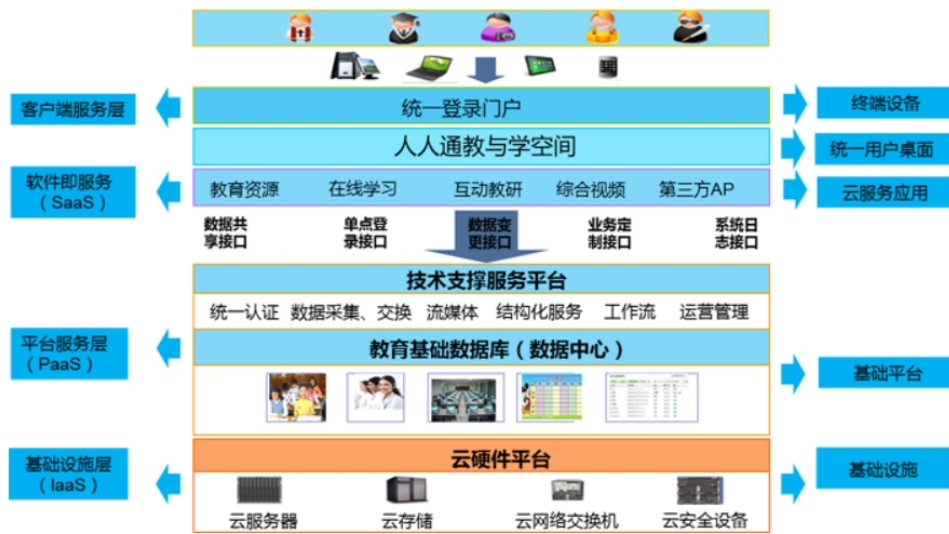 统一登录门户
客户端服务层
终端设备
人人通教与学空间
统一用户桌面
软件即服务
（SaaS）
教育资源 在线学习 互动教研 综合视频 第三方AP
云服务应用
数据共
享接口
单点登
录接口
数据变
更接口
业务定
制接口
系统日
志接口
技术支撑服务平台
统一认证 数据采集、交换 流媒体 结构化服务 工作流 运营管理
平台服务层
（PaaS）
教育基础数据库（数据中心）
基础平台
云硬件平台
基础设施层
（IaaS）
基础设施
云服务器 云存储 云网络交换机 云安全设备